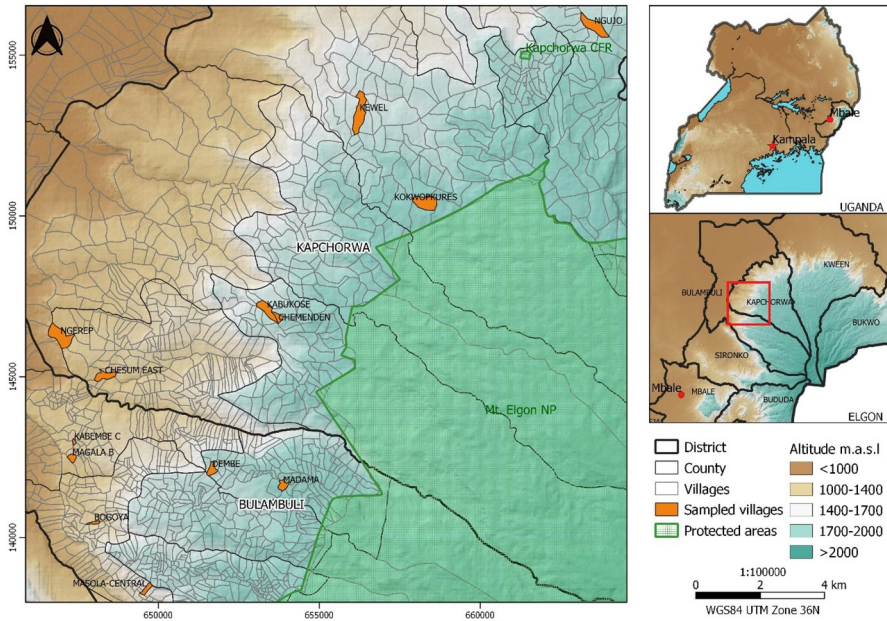 NGUJO
Kapchorwa CFR
KEWEL
KOKWOPKURES
KAPCHORWA
KABUKOSE
CHEMENDEN
NGEREP
CHESUM EAST
Mt. Elgon NP
KABEMBE C
MAGALA B
DEMBE
MADAMA
BULAMBULI
BOGOYA
MASOLA-CENTRAL
155000
150000
145000
140000
650000
655000
660000
Mbale
Kampala
UGANDA
KWEEN
BULAMBULI
KAPCHORWA
BUKWO
SIRONKO
Mbale
MBALE
BUDUDA
ELGON
District
County
Villages
Sampled villages
Protected areas
Altitude m.a.s.l
<1000
1000-1400
1400-1700
1700-2000
>2000
1:100000
0 2 4 km
WGS84 UTM Zone 36N